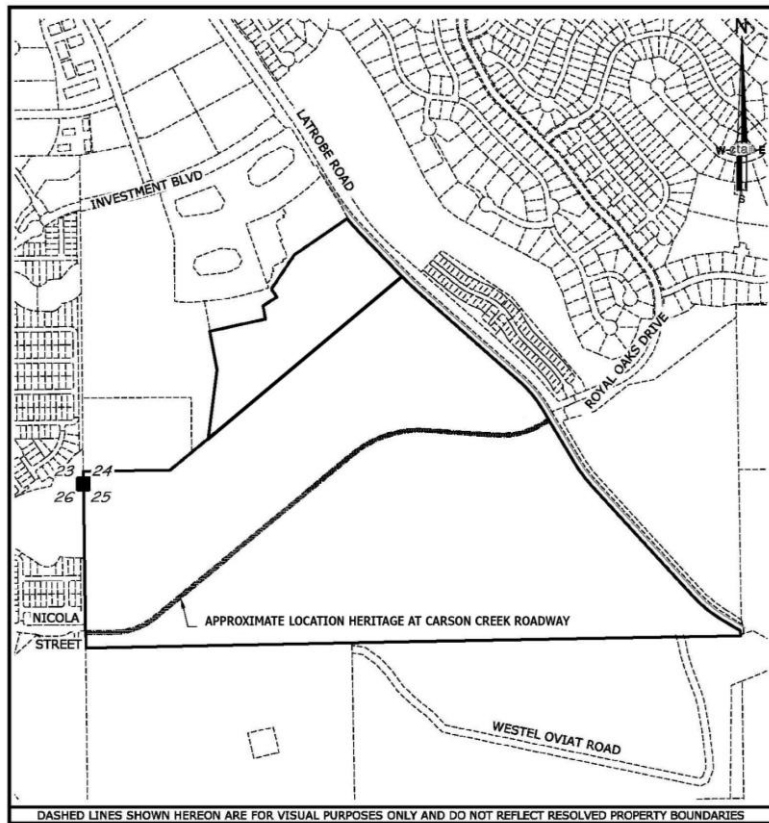 N
W
E
S
LATROBE ROAD
INVESTMENT BLVD
ROYAL OAKS DRIVE
23 24
26 25
NICOLA
STREET
APPROXIMATE LOCATION HERITAGE AT CARSON CREEK ROADWAY
WESTEL OVIAT ROAD
DASHED LINES SHOWN HEREON ARE FOR VISUAL PURPOSES ONLY AND DO NOT REFLECT RESOLVED PROPERTY BOUNDARIES